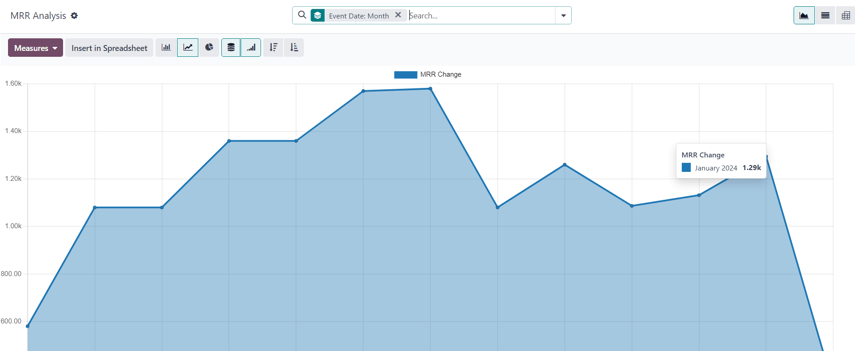 MRR Analysis
Event Date: Month
Search...
Measures
Insert in Spreadsheet
MRR Change
1.60k
1.40k
1.20k
1.00k
800.00
600.00
MRR Change
January 2024 1.29k